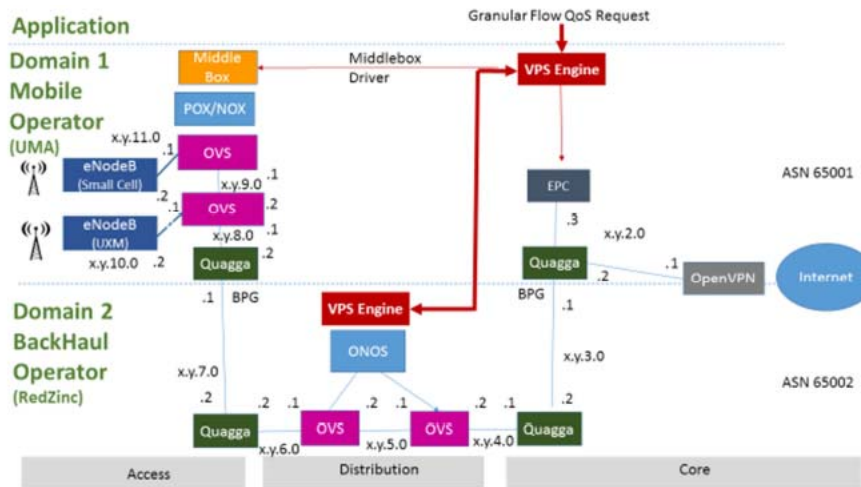 Granular Flow QoS Request
Application
Domain 1
Mobile
Operator
(UMA)
Middle
Box
Middlebox
Driver
VPS Engine
POX/NOX
x.y.11.0
.1
OVS
eNodeB
(Small Cell)
.1
x.y.9.0
.2
.1
OVS
.2
eNodeB
(UXM)
.1
x.y.8.0
x.y.10.0
.2
.2
Quagga
EPC
ASN 65001
.3
x.y.2.0
Quagga
.2
.1
OpenVPN
Internet
.1
BPG
BPG
.1
Domain 2
BackHaul
Operator
(RedZinc)
VPS Engine
ONOS
x.y.7.0
x.y.3.0
ASN 65002
.2
.2
.1
.2
.1
.2
.1
.2
Quagga
OVS
OVS
Quagga
x.y.6.0
x.y.5.0
x.y.4.0
Access
Distribution
Core